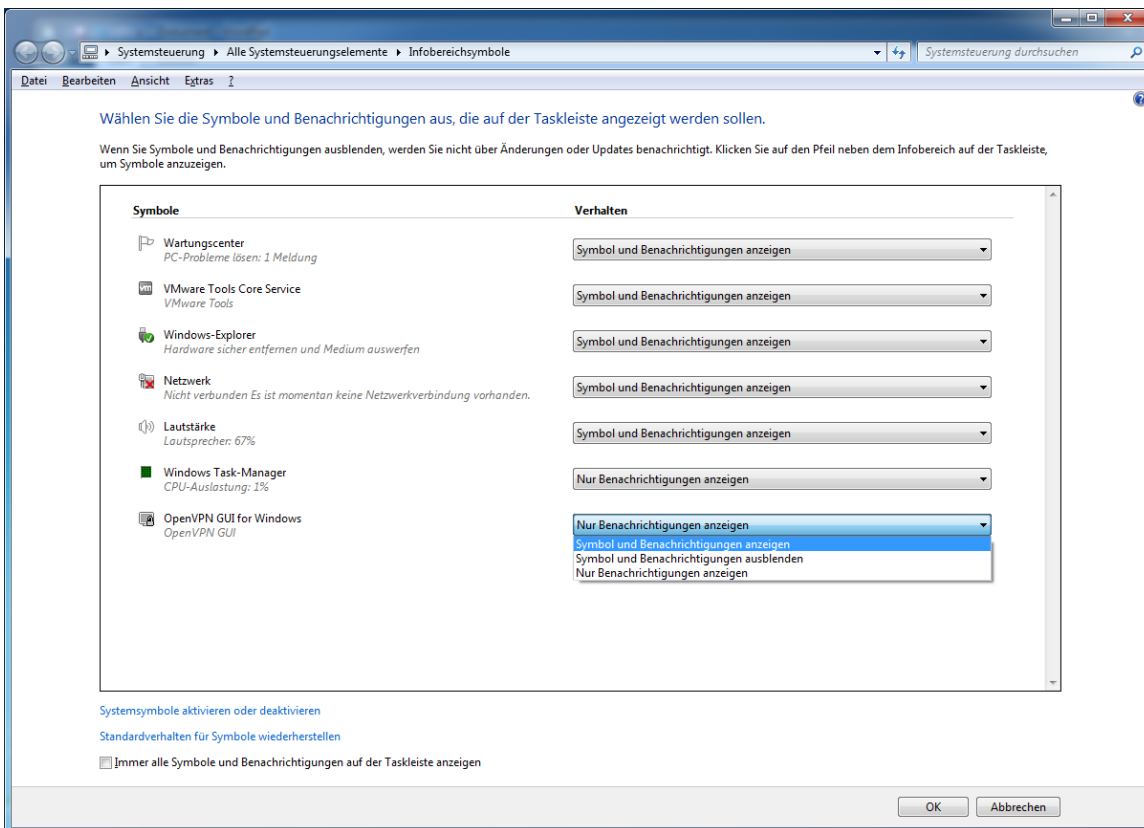 Systemsteuerung ▸ Alle Systemsteuerungselemente ▸ Infobereichsymbole
Systemsteuerung durchsuchen
Datei Bearbeiten Ansicht Extras ?
Wählen Sie die Symbole und Benachrichtigungen aus, die auf der Taskleiste angezeigt werden sollen.
Wenn Sie Symbole und Benachrichtigungen ausblenden, werden Sie nicht über Änderungen oder Updates benachrichtigt. Klicken Sie auf den Pfeil neben dem Infobereich auf der Taskleiste,
um Symbole anzuzeigen.
Symbole Verhalten
Wartungscenter
PC-Probleme lösen: 1 Meldung
Symbol und Benachrichtigungen anzeigen
VMware Tools Core Service
VMware Tools
Symbol und Benachrichtigungen anzeigen
Windows-Explorer
Hardware sicher entfernen und Medium auswerfen
Symbol und Benachrichtigungen anzeigen
Netzwerk
Nicht verbunden Es ist momentan keine Netzwerkverbindung vorhanden.
Symbol und Benachrichtigungen anzeigen
Lautstärke
Lautsprecher: 67%
Symbol und Benachrichtigungen anzeigen
Windows Task-Manager
CPU-Auslastung: 1%
Nur Benachrichtigungen anzeigen
OpenVPN GUI for Windows
OpenVPN GUI
Nur Benachrichtigungen anzeigen
Symbol und Benachrichtigungen anzeigen
Symbol und Benachrichtigungen ausblenden
Nur Benachrichtigungen anzeigen
Systemsymbole aktivieren oder deaktivieren
Standardverhalten für Symbole wiederherstellen
Immer alle Symbole und Benachrichtigungen auf der Taskleiste anzeigen
OK Abbrechen